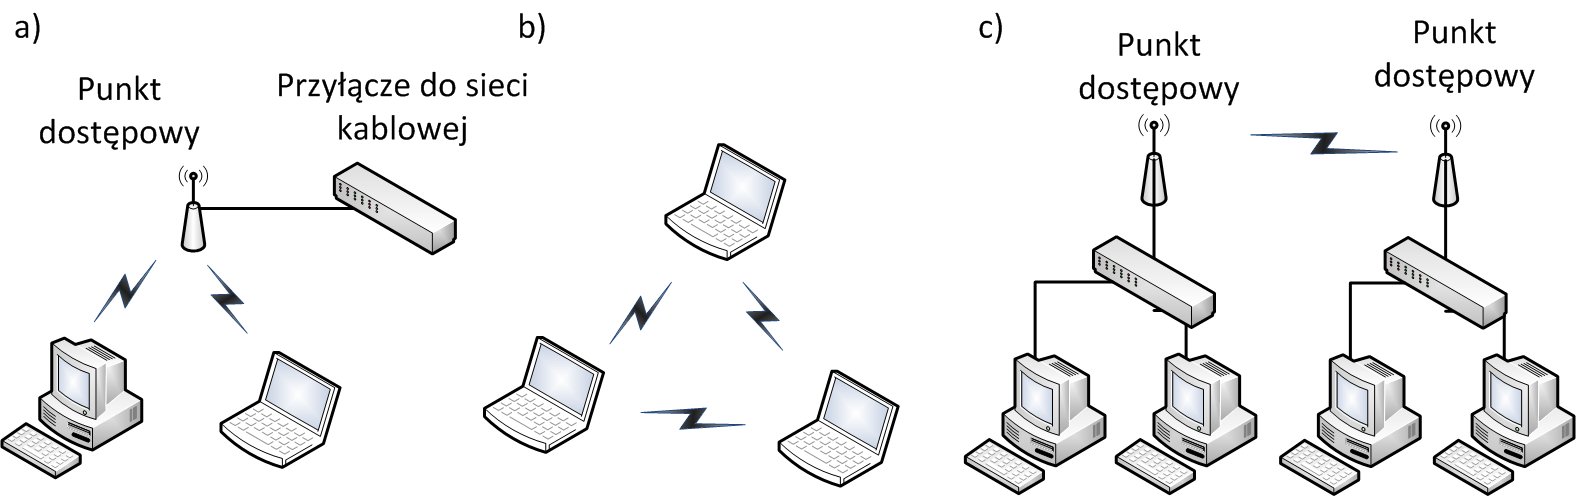 a)
Punkt
dostępowy
Przyłącze do sieci
kablowej
b)
c)
Punkt
dostępowy
Punkt
dostępowy